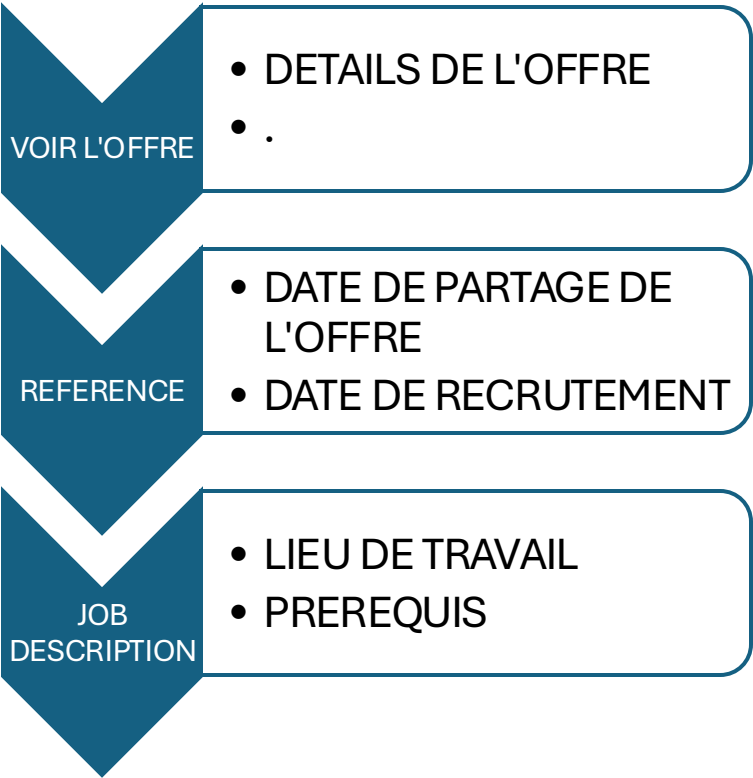 VOIR L'OFFRE
• DETAILS DE L'OFFRE
• .
REFERENCE
• DATE DE PARTAGE DE
L'OFFRE
• DATE DE RECRUTEMENT
JOB
DESCRIPTION
• LIEU DE TRAVAIL
• PREREQUIS